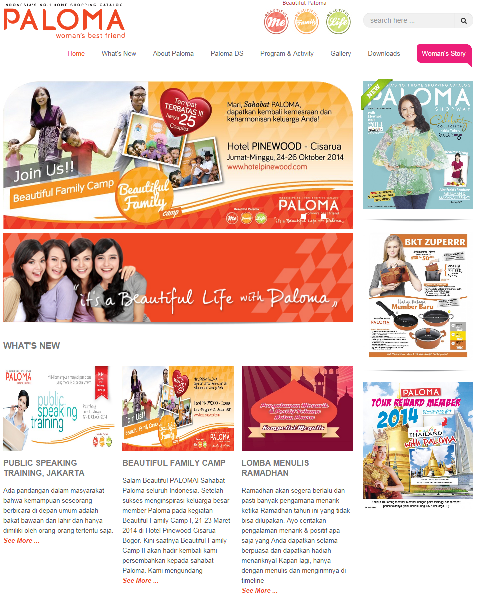 INDONESIA'S NO.1 HOME SHOPPING CATALOG
PALOMA
woman's best friend
Beautiful Paloma
Me
Family
Life
search here ...
Home
What's New
About Paloma
Paloma DS
Program & Activity
Gallery
Downloads
Woman's Story
Tempat
TERBATAS !!!
hanya
25
Cottage
Mari, Sahabat PALOMA,
dapatkan kembali kemesraan dan
keharmonisan keluarga Anda!
Hotel PINEWOOD - Cisarua
Jumat-Minggu, 24-26 Oktober 2014
www.hotelpinewood.com
Join Us!!
Beautiful Family Camp
Beautiful
Family
camp
PALOMA
it's a Beautiful Life with Paloma
NEW
PALOMA
BKT ZUPERRR
Member Baru
WHAT'S NEW
public
speaking
training
PALOMA
TOUR REWARD MEMBER
2014
THAILAND
with PALOMA
PUBLIC SPEAKING
TRAINING, JAKARTA
Ada pandangan dalam masyarakat
bahwa kemampuan seseorang
berbicara di depan umum adalah
bakat bawaan dan lahir dan hanya
dimiliki oleh orang orang tertentu saja.
See More ...
BEAUTIFUL FAMILY CAMP
Salam Beautiful PALOMA! Sahabat
Paloma seluruh Indonesia, Setelah
sukses menginspirasi keluarga besar
member Paloma pada kegiatan
Beautiful Family Camp I, 21-23 Maret
2014 di Hotel Pinewood Cisarua
Bogor. Kini saatnya Beautiful Family
Camp II akan hadir kembali kami
persembahkan kepada sahabat
Paloma. Kami mengundang
See More ...
LOMBA MENULIS
RAMADHAN
Ramadhan akan segera berlalu dan
pasti banyak pengalaman menarik
ketika Ramadhan tahun ini yang tidak
bisa dilupakan. Ayo ceritakan
pengalaman menarik & positif apa
saja yang Anda dapatkan selama
berpuasa dan dapatkan hadiah
menariknya! Kapan lagi, hanya
dengan menulis dan mengirimnya di
timeline
See More ...